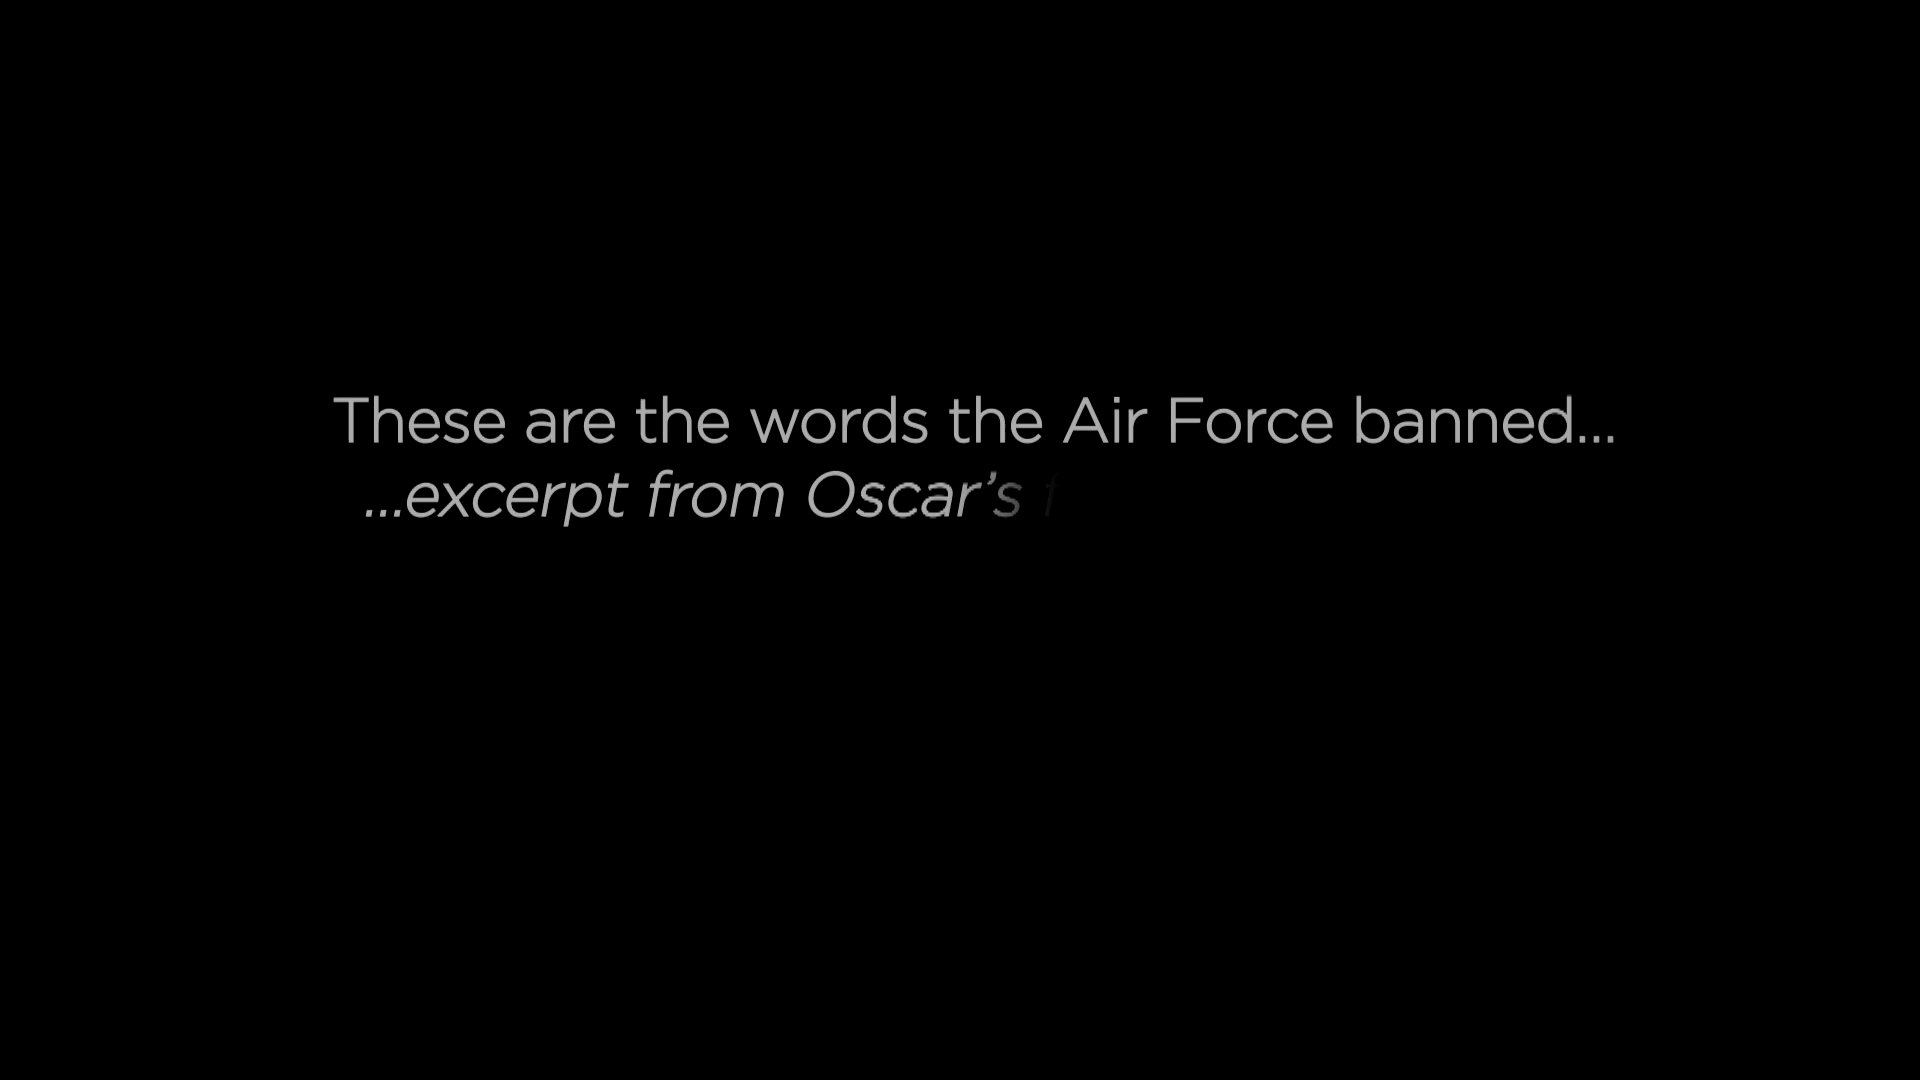 These are the words the Air Force banned...
...excerpt from Oscar’s